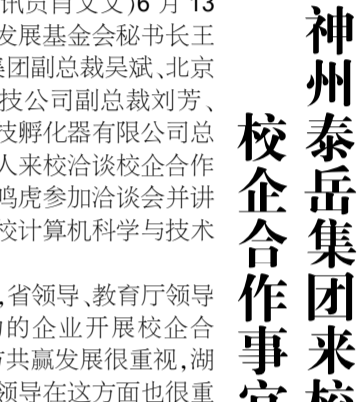 神州泰岳集团来校
校企合作事宜
讯员肖文文)6月13
发展基金会秘书长王
集团副总裁吴斌、北京
技公司副总裁刘芳、
技孵化器有限公司总
人来校洽谈校企合作
鸣虎参加洽谈会并讲
校计算机科学与技术
,省领导、教育厅领导
的企业开展校企合
共赢发展很重视,湖
领导在这方面也很重